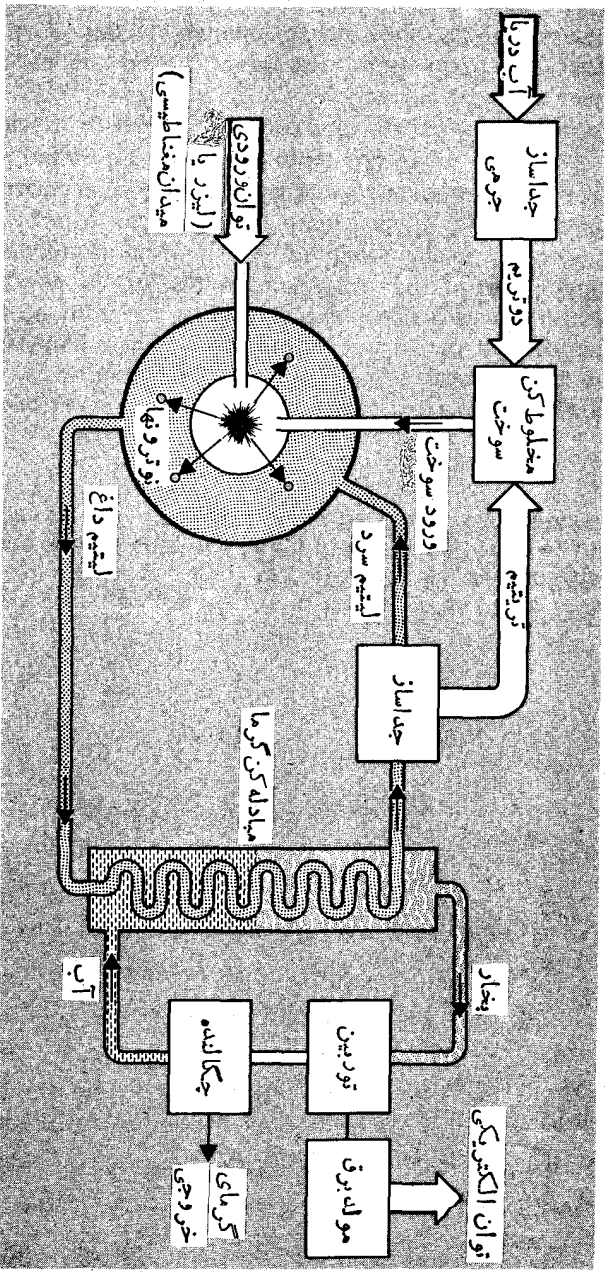 آب دریا
جداساز
جرمی
دوتریم
مخلوط‌کن
سوخت
تریتیم
ورود سوخت
توان ورودی
(لیزر یا
میدان مغناطیسی)
نوترونها
لیتیم سرد
لیتیم داغ
جداساز
مبادله‌کن گرما
بخار
آب
توربین
چگالنده
مولد برق
توان الکتریکی
گرمای
خروجی